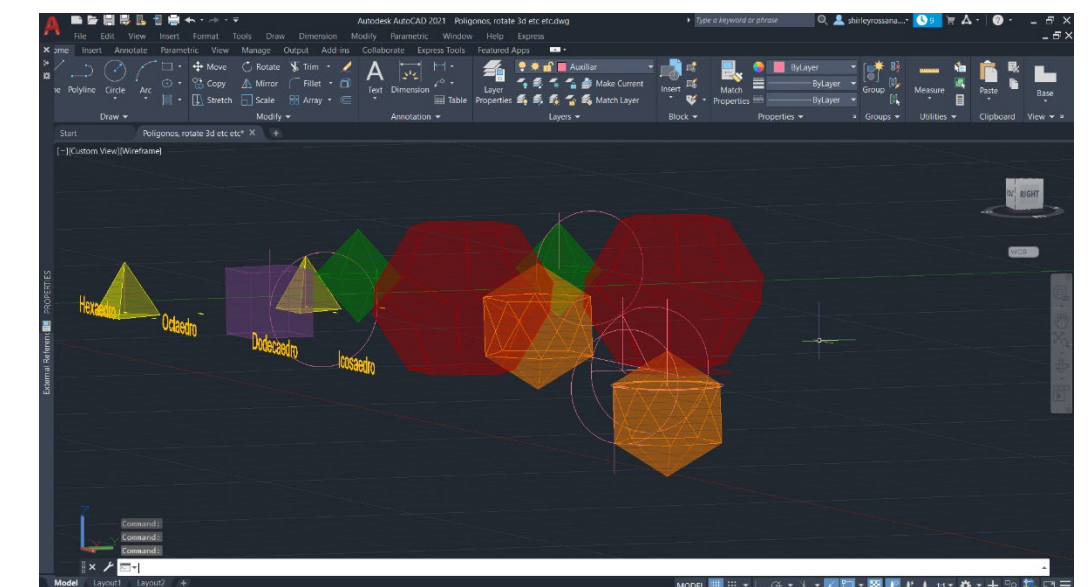 Autodesk AutoCAD 2021 Poligonos, rotate 3d etc etc.dwg
Type a keyword or phrase
shirleyrossana....
9
File Edit View Insert Format Tools Draw Dimension Modify Parametric Window Help Express
Insert Annotate Parametric View Manage Output Add-ins Collaborate Express Tools Featured Apps
Polyline Circle Arc
Move Rotate Trim
Copy Mirror Fillet
Stretch Scale Array
Text Dimension
Table
Layer
Properties
Auxiliar
Make Current
Match Layer
Insert
Match
Properties
ByLayer
ByLayer
ByLayer
Group
Measure
Paste
Base
Draw Modify Annotation Layers Block Properties Groups Utilities Clipboard View
Start Poligonos, rotate 3d etc etc*
[−][Custom View][Wireframe]
RIGHT
WCS
PROPERTIES
External Referenc
Hexaedro
Octaedro
Dodecaedro
Icosaedro
Z
X
Y
Command:
Command:
Command:
Model Layout1 Layout2 +
MODEL
1:1